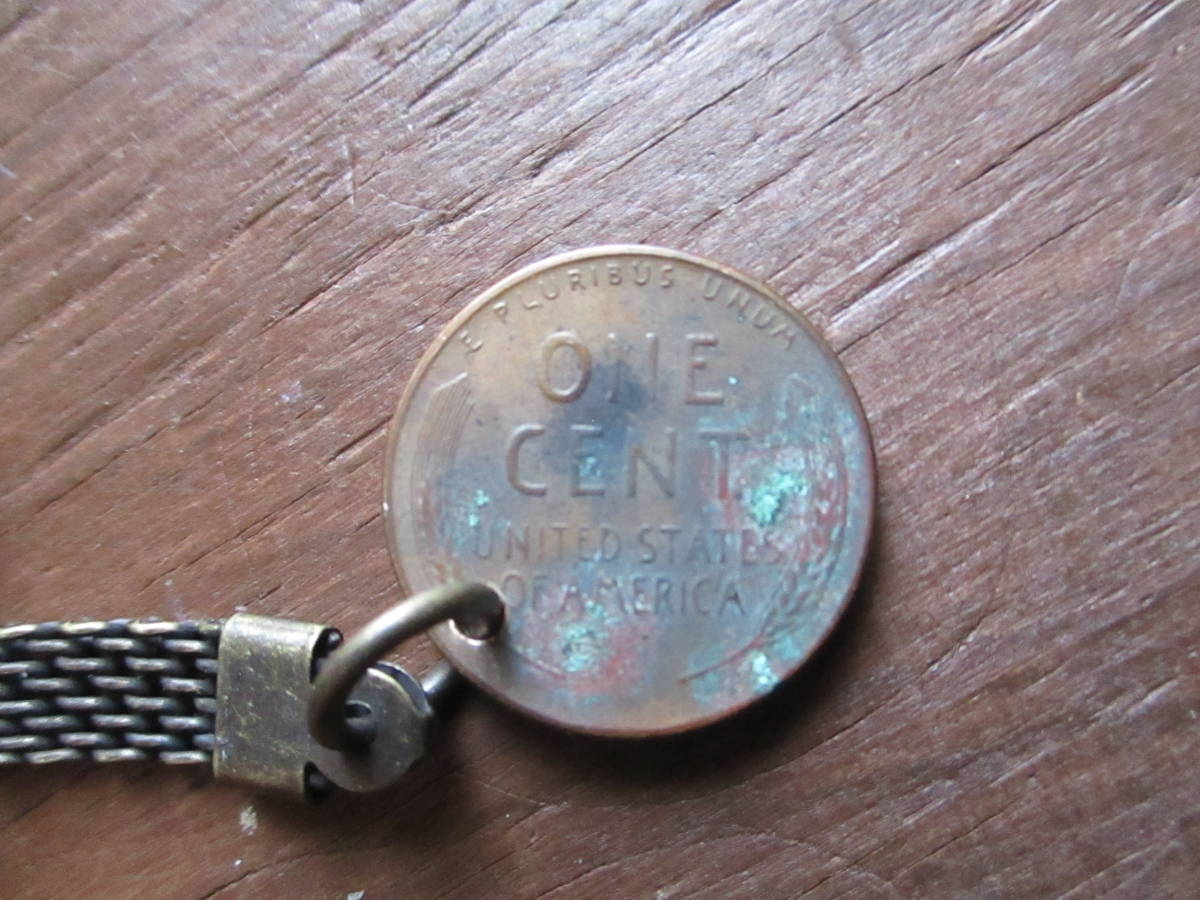 E PLURIBUS UNUM
ONE
CENT
UNITED STATES
OF AMERICA